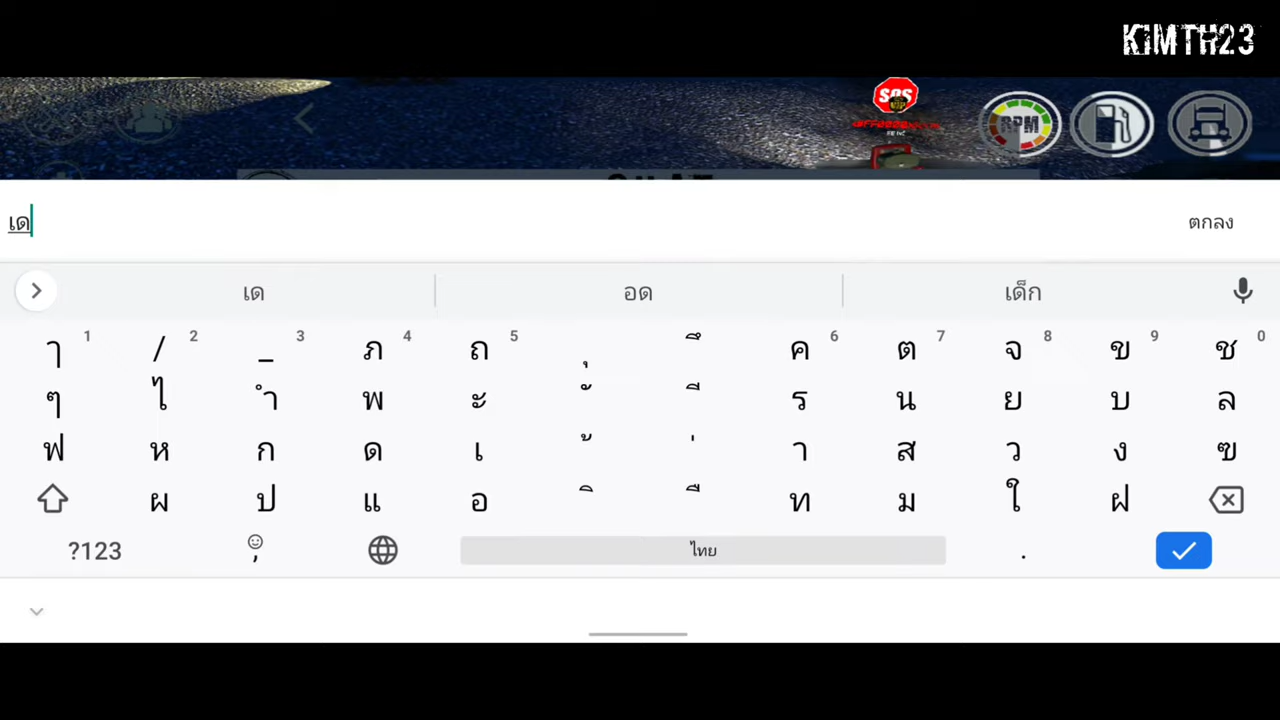 KIMTH23
SOS
RPM
CHAT
เด
ตกลง
เด อด เด็ก
ๅ 1 / 2 _ 3 ภ 4 ถ 5 ุ ึ ค 6 ต 7 จ 8 ข 9 ช 0
ๆ ไ ำ พ ะ ั ี ร น ย บ ล
ฟ ห ก ด เ ้ ่ า ส ว ง ฃ
ผ ป แ อ ิ ื ท ม ใ ฝ
?123 , ไทย .